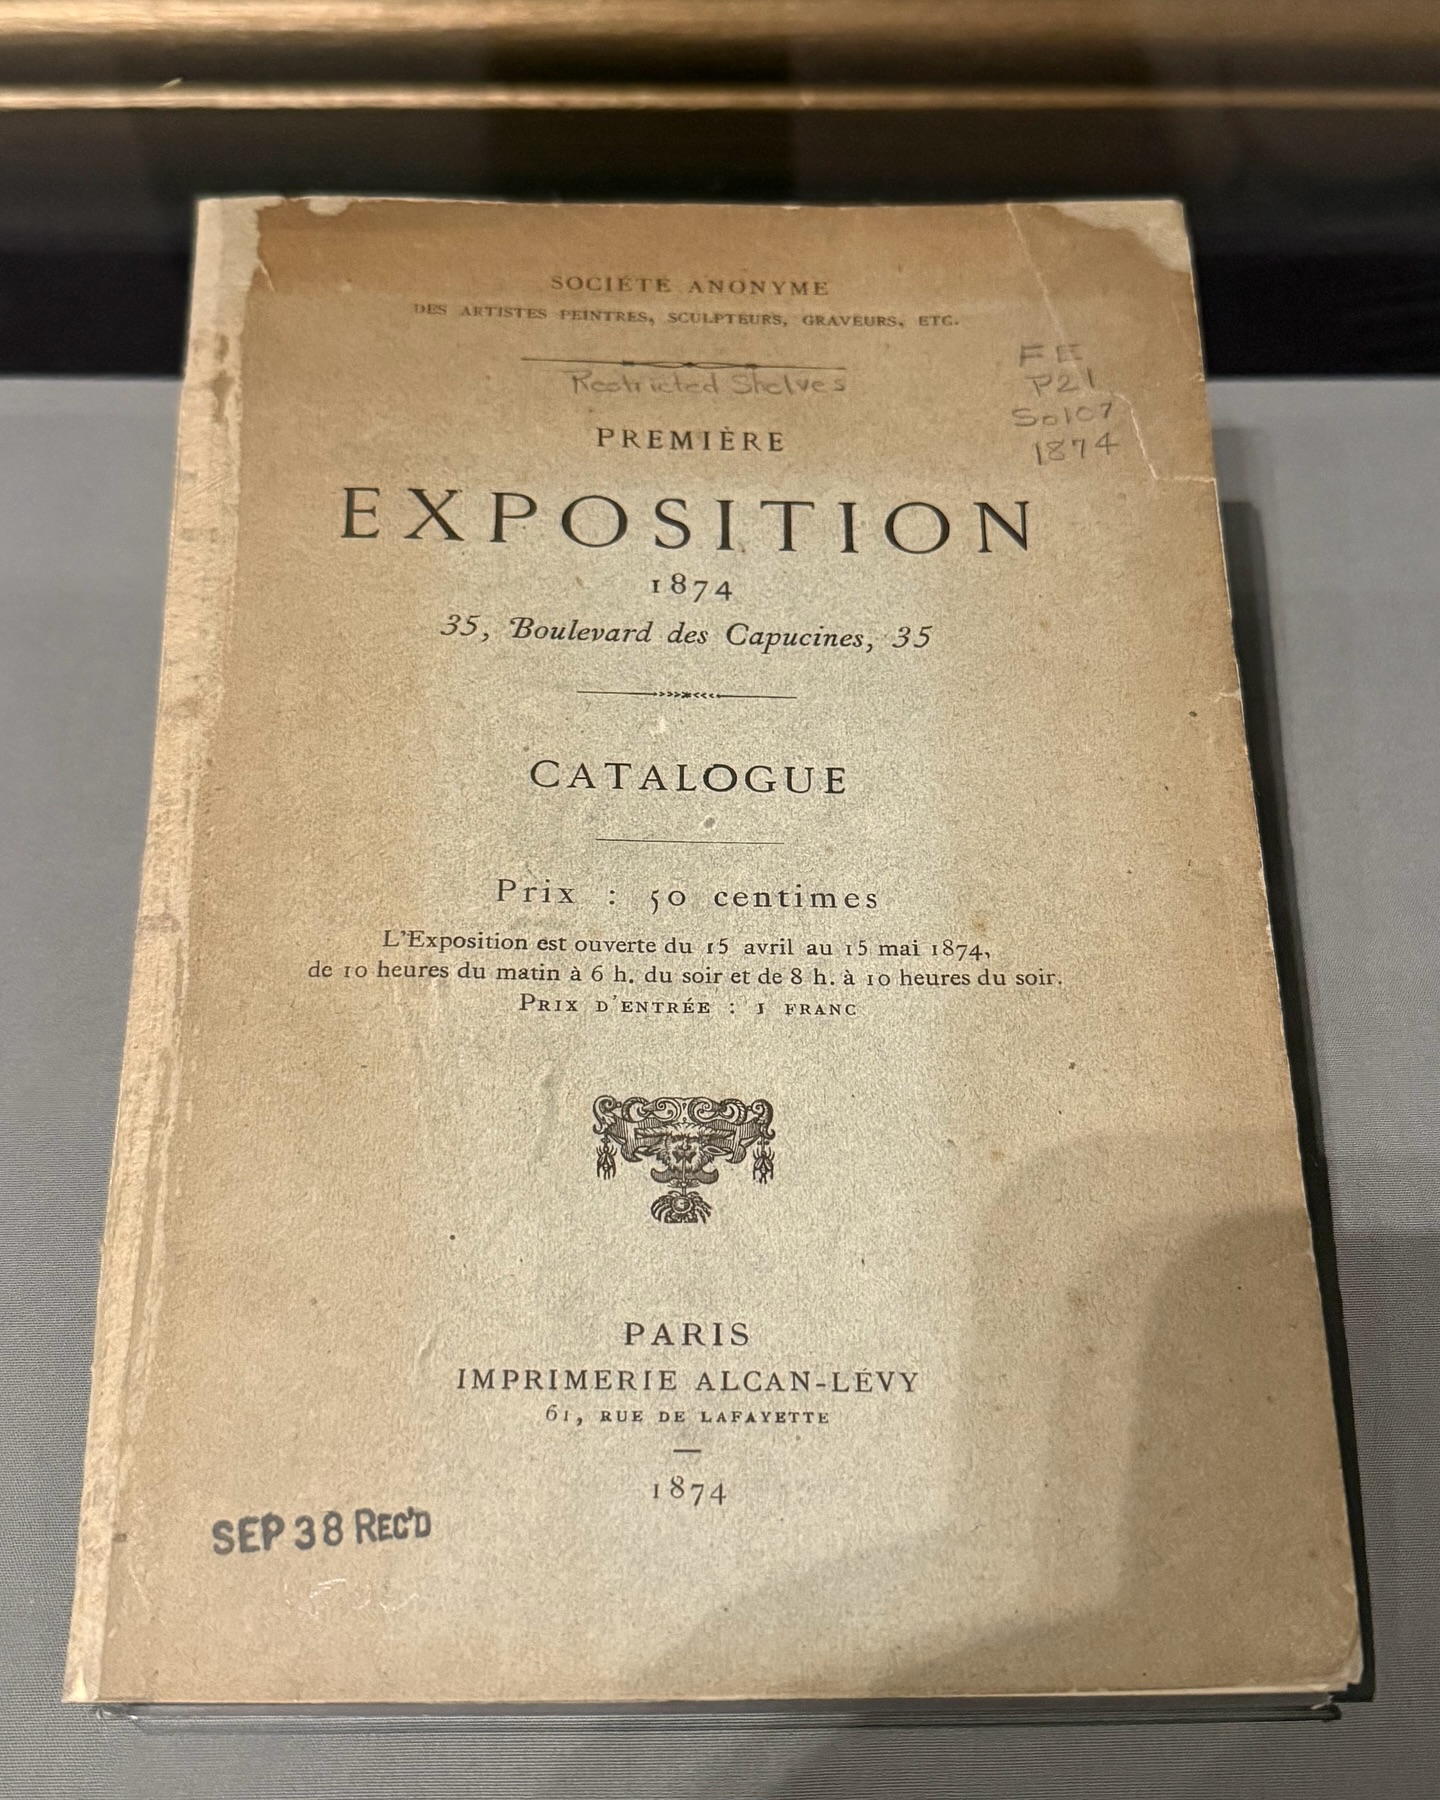 SOCIÉTÉ ANONYME
DES ARTISTES PEINTRES, SCULPTEURS, GRAVEURS, ETC.
Restricted Shelves
FE
P21
So107
1874
PREMIÈRE
EXPOSITION
1874
35, Boulevard des Capucines, 35
CATALOGUE
Prix : 50 centimes
L'Exposition est ouverte du 15 avril au 15 mai 1874,
de 10 heures du matin à 6 h. du soir et de 8 h. à 10 heures du soir.
PRIX D'ENTRÉE : 1 FRANC
PARIS
IMPRIMERIE ALCAN-LÉVY
61, RUE DE LAFAYETTE
1874
SEP 38 REC'D